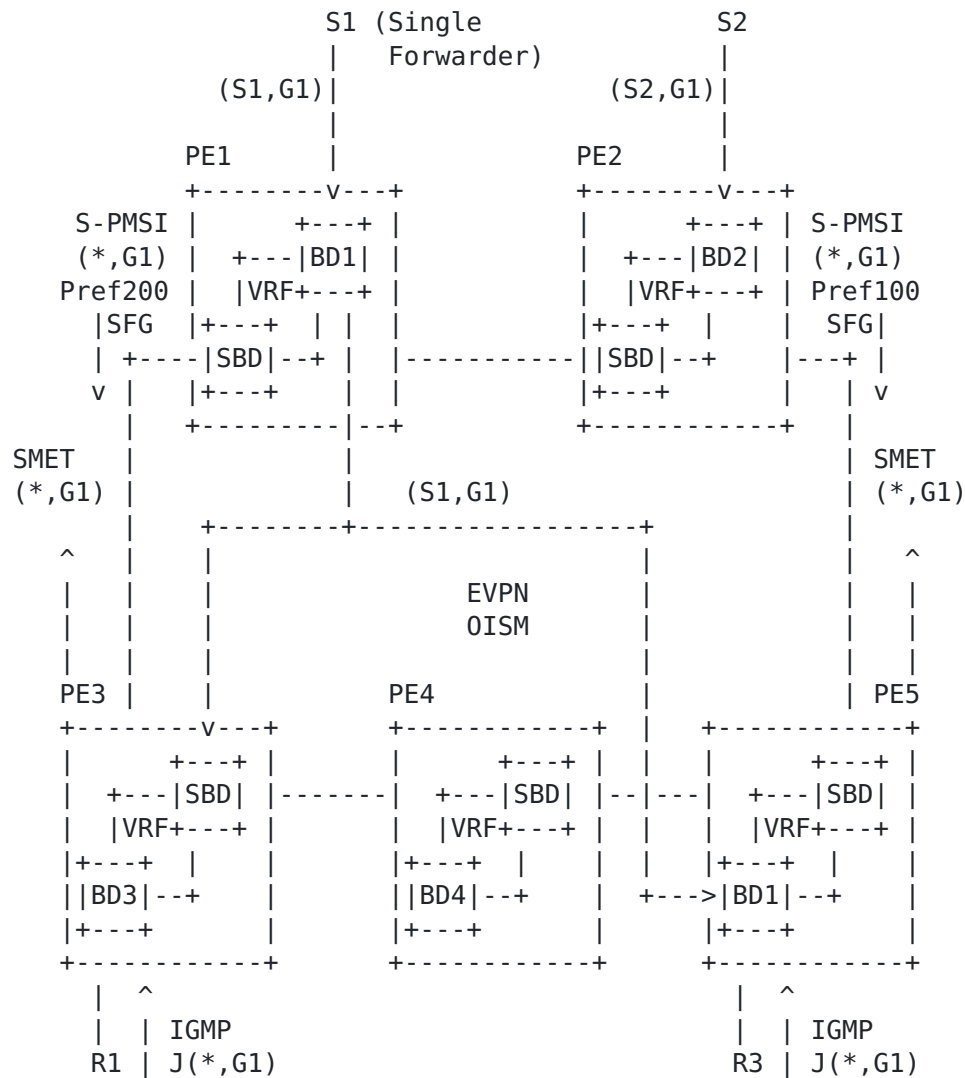 S1 (Single S2
Forwarder)
(S1,G1) (S2,G1)
PE1 PE2
S-PMSI S-PMSI
(*,G1) BD1 BD2 (*,G1)
Pref200 VRF VRF Pref100
SFG SFG
SBD SBD
SMET SMET
(*,G1) (S1,G1) (*,G1)
EVPN
OISM
PE3 PE4 PE5
SBD SBD SBD
VRF VRF VRF
BD3 BD4 BD1
IGMP IGMP
R1 J(*,G1) R3 J(*,G1)